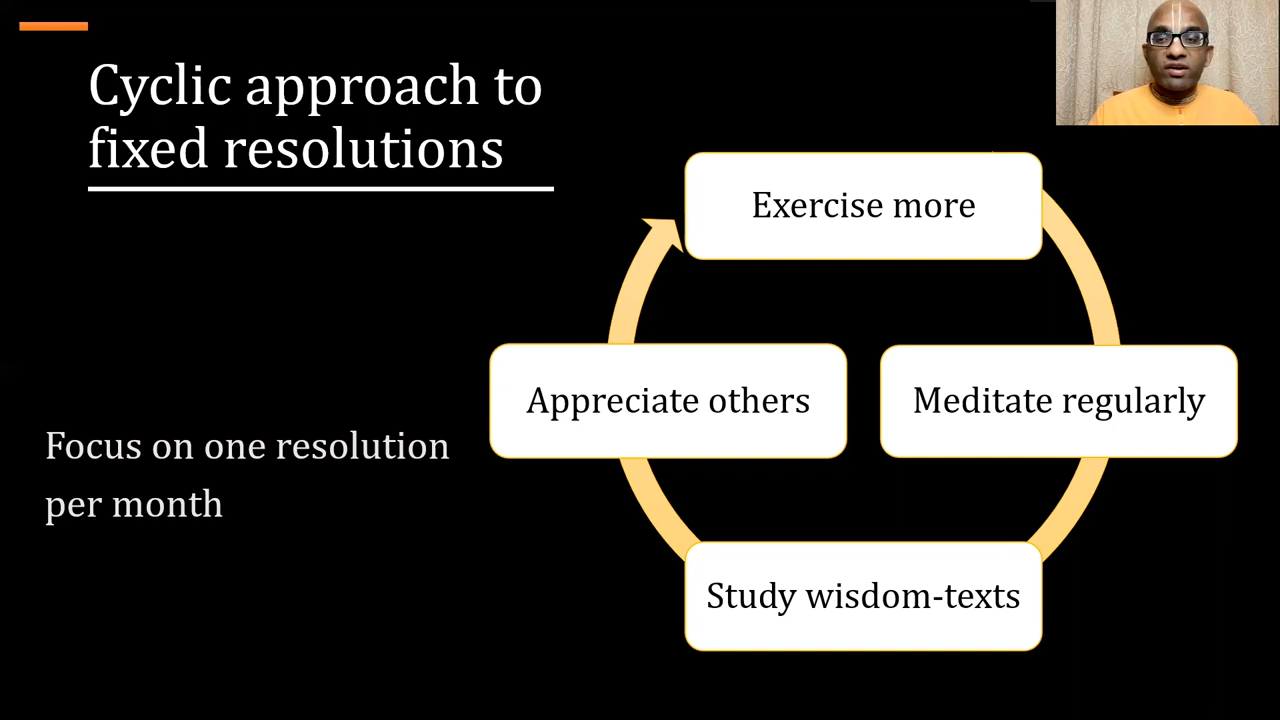 Cyclic approach to
fixed resolutions
Exercise more
Appreciate others
Meditate regularly
Focus on one resolution
per month
Study wisdom-texts